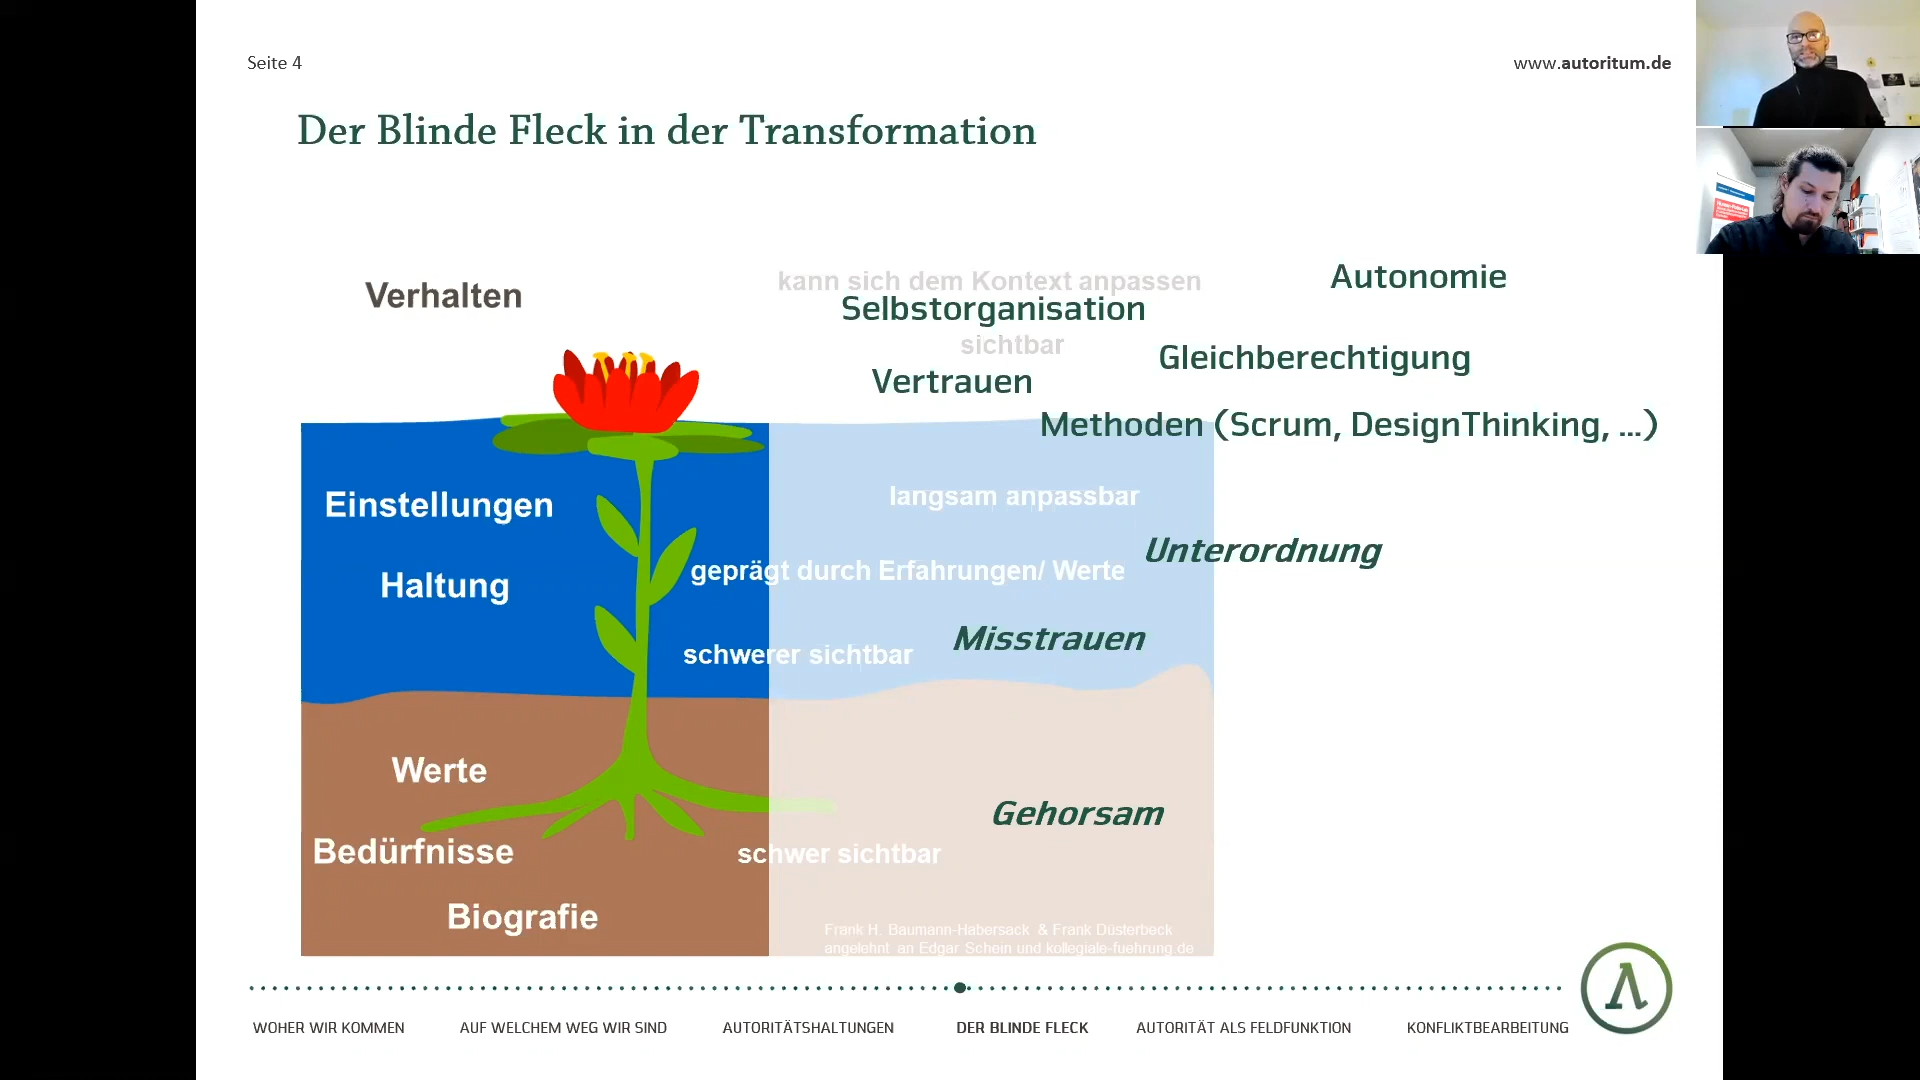 Seite 4
www.autoritum.de
Der Blinde Fleck in der Transformation
Verhalten
kann sich dem Kontext anpassen
Autonomie
Selbstorganisation
sichtbar
Gleichberechtigung
Vertrauen
Methoden (Scrum, DesignThinking, ...)
Einstellungen
langsam anpassbar
Unterordnung
Haltung
geprägt durch Erfahrungen/ Werte
Misstrauen
schwerer sichtbar
Werte
Gehorsam
Bedürfnisse
schwer sichtbar
Biografie
Frank H. Baumann-Habersack & Frank Düsterbeck
angelehnt an Edgar Schein und kollegiale-fuehrung.de
WOHER WIR KOMMEN
AUF WELCHEM WEG WIR SIND
AUTORITÄTSHALTUNGEN
DER BLINDE FLECK
AUTORITÄT ALS FELDFUNKTION
KONFLIKTBEARBEITUNG